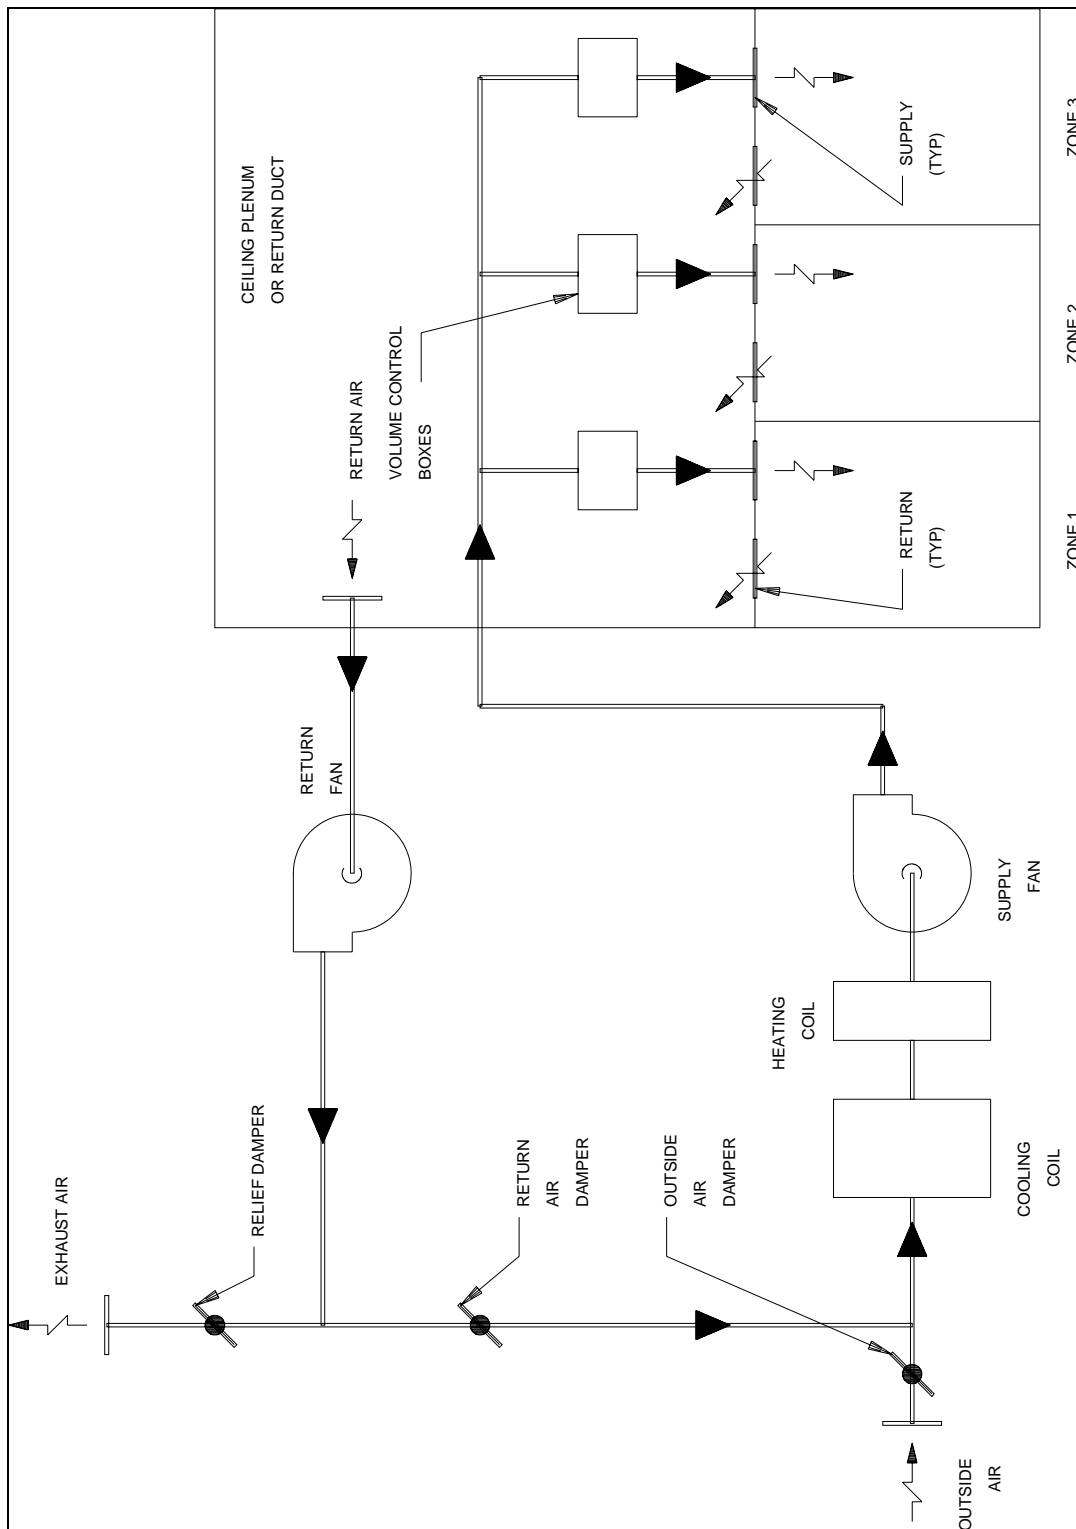 EXHAUST AIR
RELIEF DAMPER
RETURN
AIR
DAMPER
OUTSIDE
AIR
DAMPER
OUTSIDE
AIR
COOLING
COIL
HEATING
COIL
SUPPLY
FAN
RETURN
FAN
RETURN AIR
VOLUME CONTROL
BOXES
CEILING PLENUM
OR RETURN DUCT
RETURN
(TYP)
SUPPLY
(TYP)
ZONE 1
ZONE 2
ZONE 3